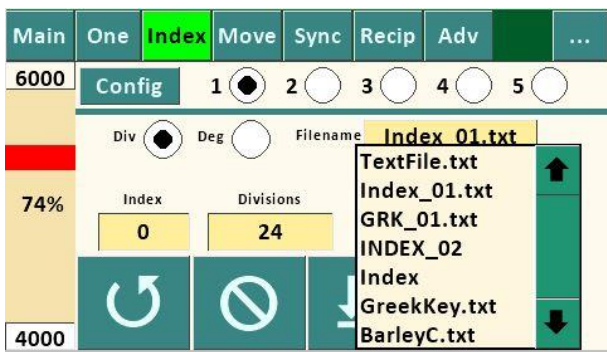 Main One Index Move Sync Recip Adv ...
6000 Config 1 2 3 4 5
Div Deg Filename Index_01.txt
TextFile.txt
Index_01.txt
74% Index Divisions GRK_01.txt
0 24 INDEX_02
Index
GreekKey.txt
4000 BarleyC.txt